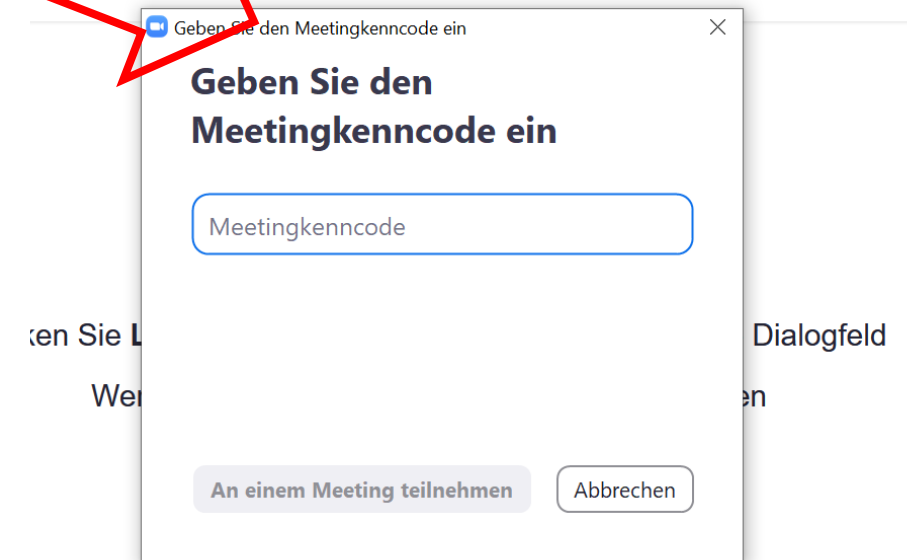 Geben Sie den Meetingkenncode ein
Geben Sie den
Meetingkenncode ein
Meetingkenncode
ken Sie L
Dialogfeld
Wer
en
An einem Meeting teilnehmen
Abbrechen